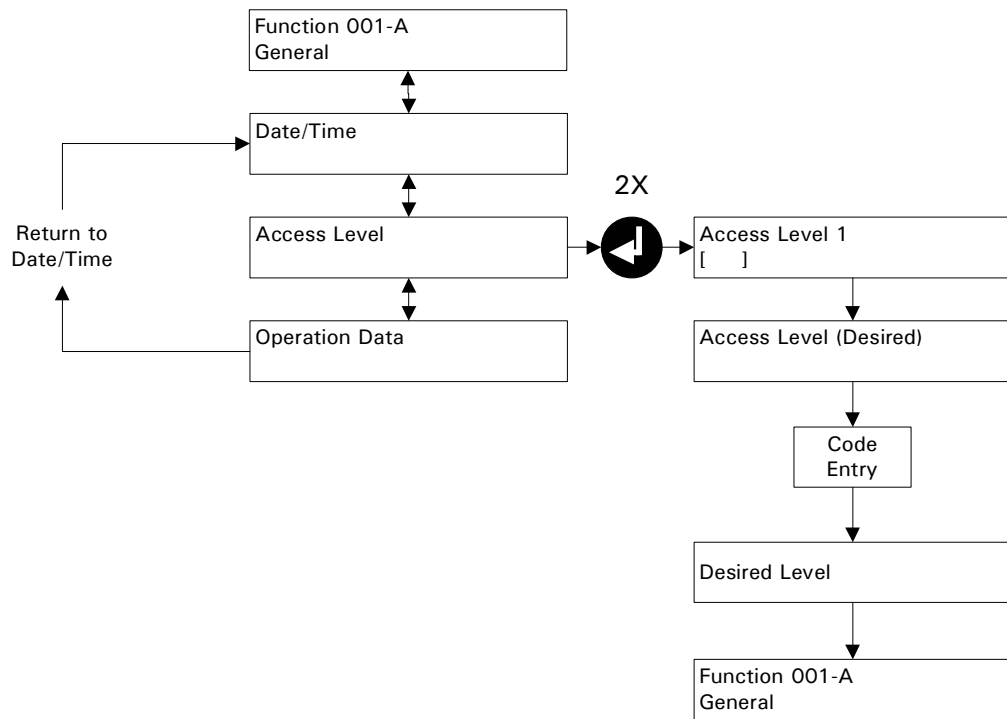 Function 001-A
General
Date/Time
2X
Return to
Date/Time
Access Level
Access Level 1
[ ]
Operation Data
Access Level (Desired)
Code
Entry
Desired Level
Function 001-A
General